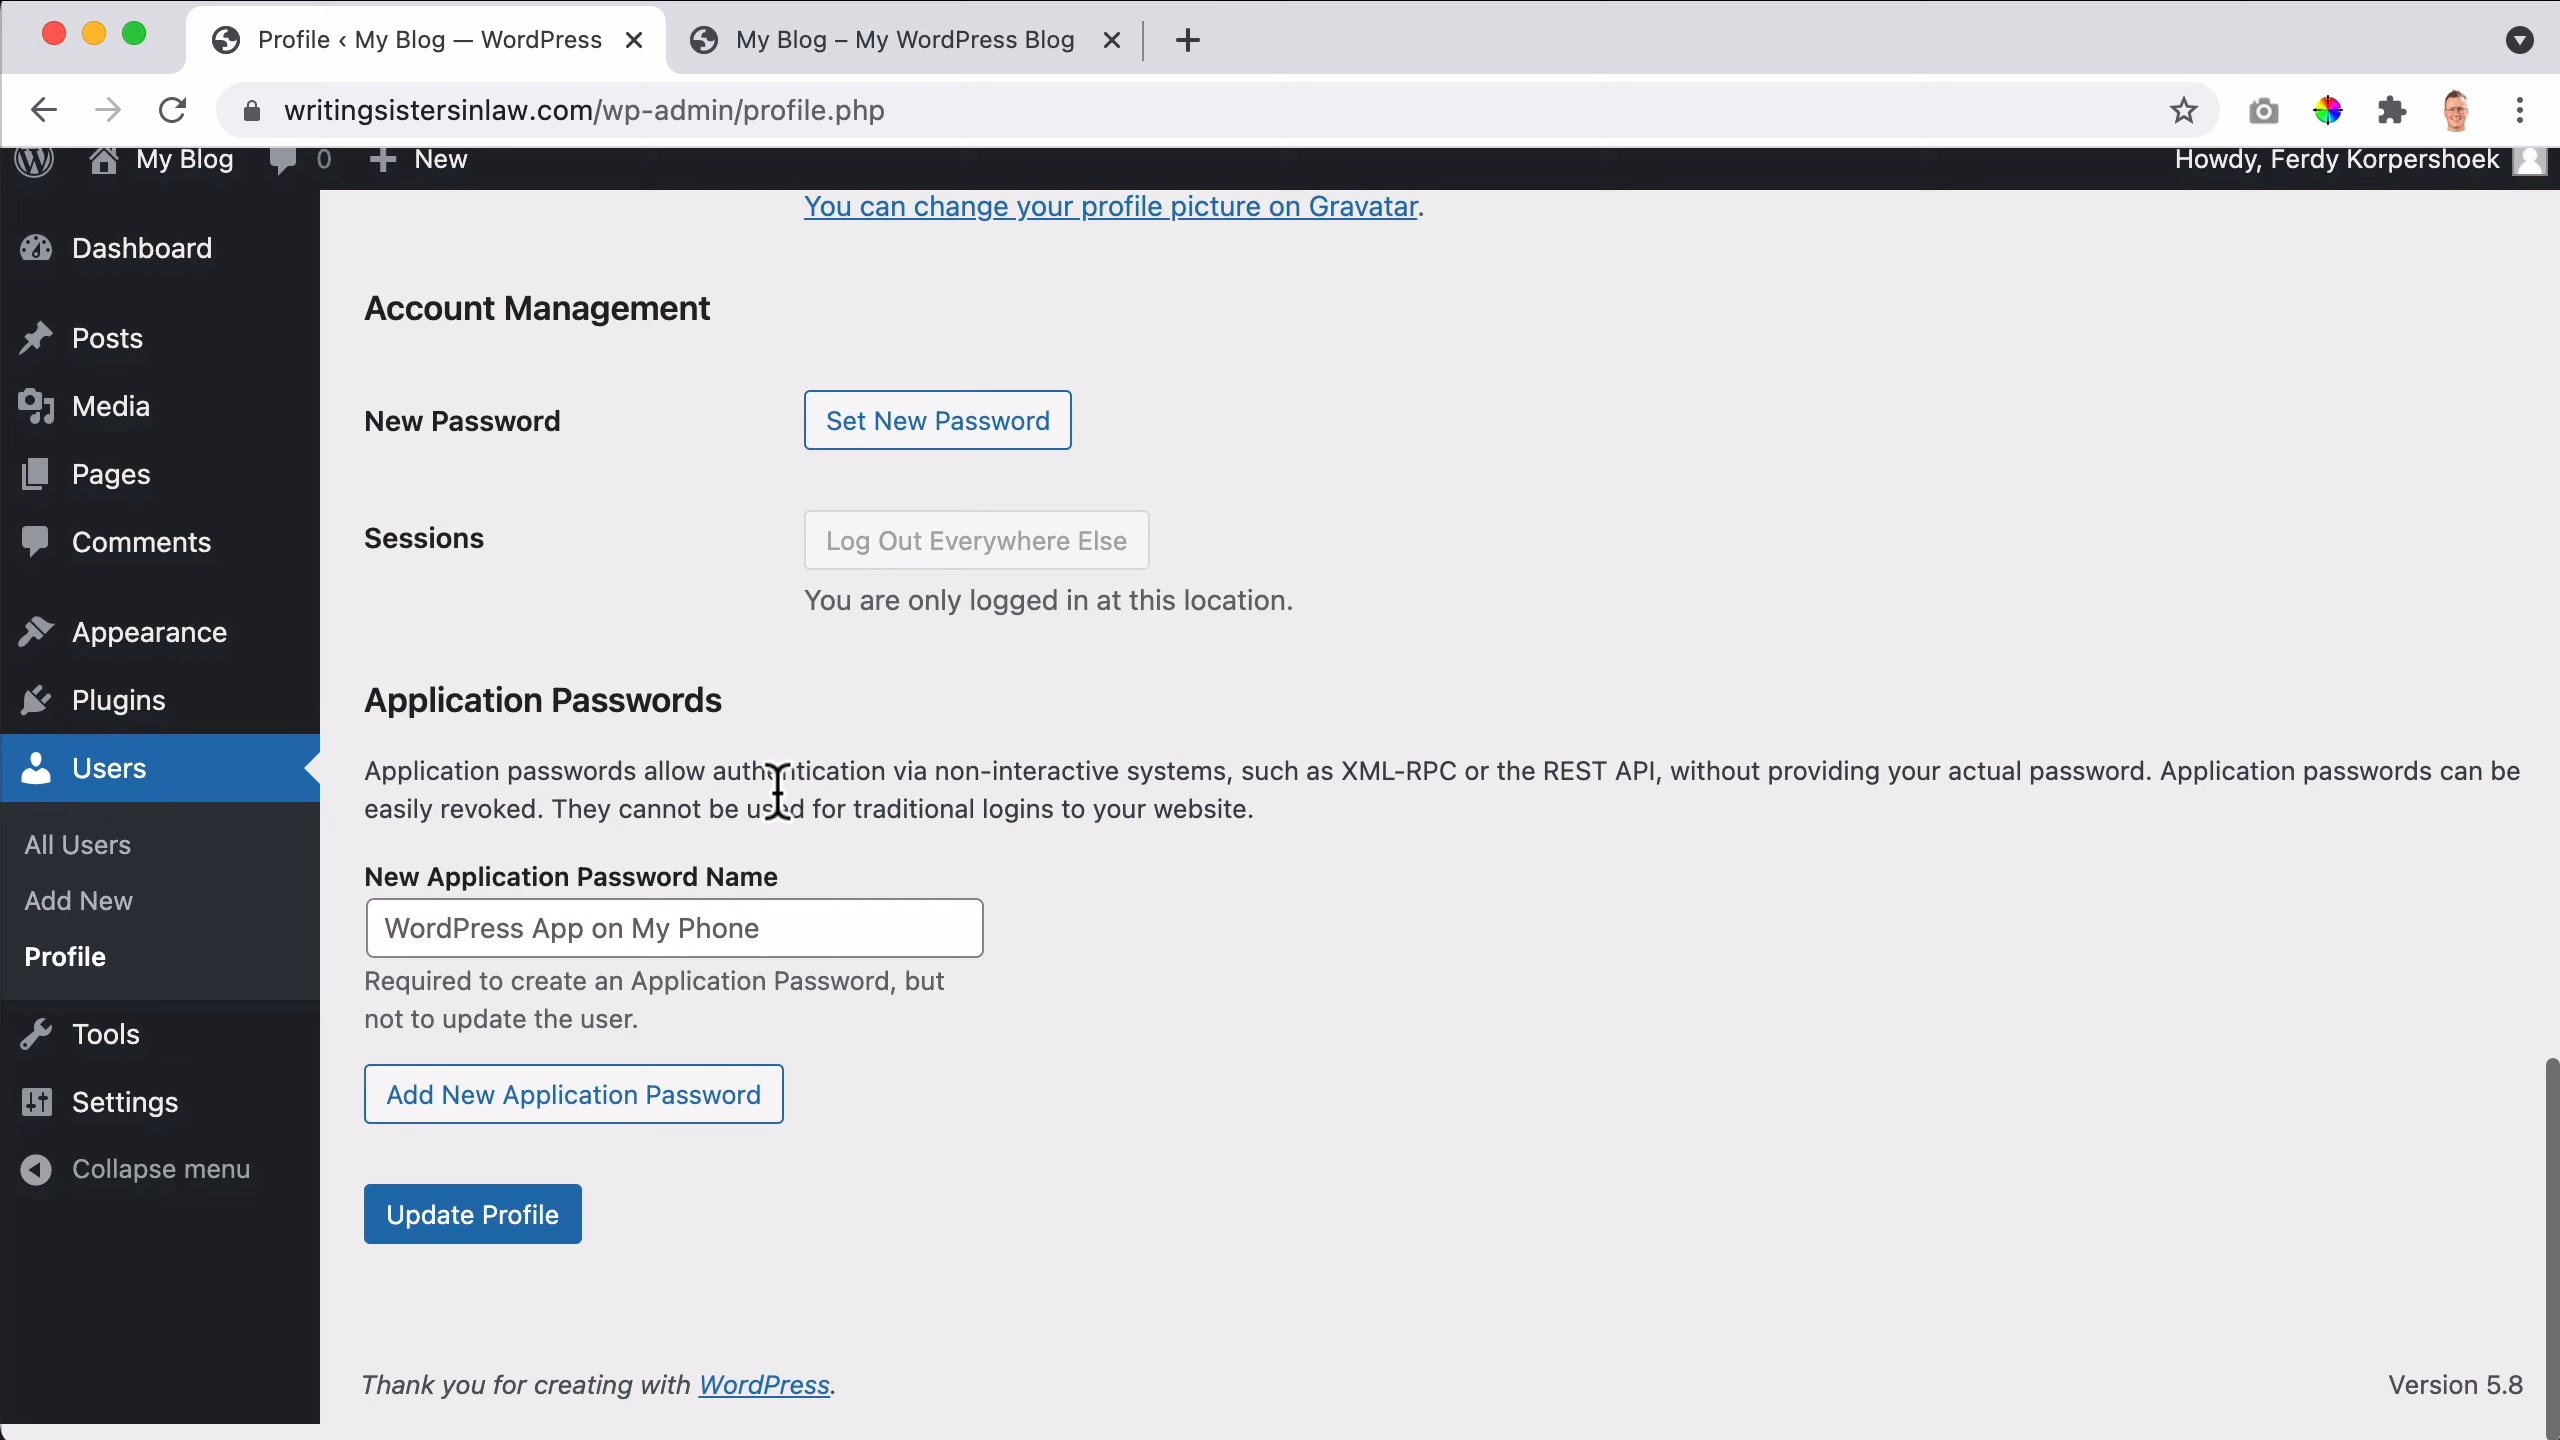 Profile ‹ My Blog — WordPress
My Blog – My WordPress Blog
writingsistersinlaw.com/wp-admin/profile.php
My Blog
0
New
Howdy, Ferdy Korpershoek
Dashboard
Posts
Media
Pages
Comments
Appearance
Plugins
Users
All Users
Add New
Profile
Tools
Settings
Collapse menu
You can change your profile picture on Gravatar.
Account Management
New Password
Set New Password
Sessions
Log Out Everywhere Else
You are only logged in at this location.
Application Passwords
Application passwords allow authentication via non-interactive systems, such as XML-RPC or the REST API, without providing your actual password. Application passwords can be
easily revoked. They cannot be used for traditional logins to your website.
New Application Password Name
WordPress App on My Phone
Required to create an Application Password, but
not to update the user.
Add New Application Password
Update Profile
Thank you for creating with WordPress.
Version 5.8